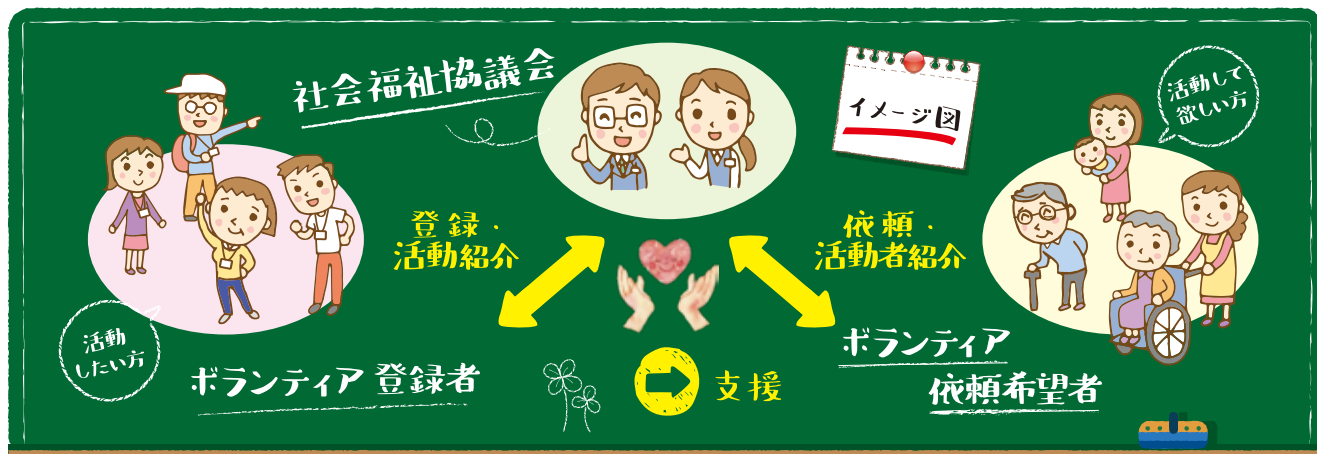 社会福祉協議会
イメージ図
活動して
欲しい方
登録・
活動紹介
依頼・
活動者紹介
活動
したい方
ボランティア登録者
支援
ボランティア
依頼希望者